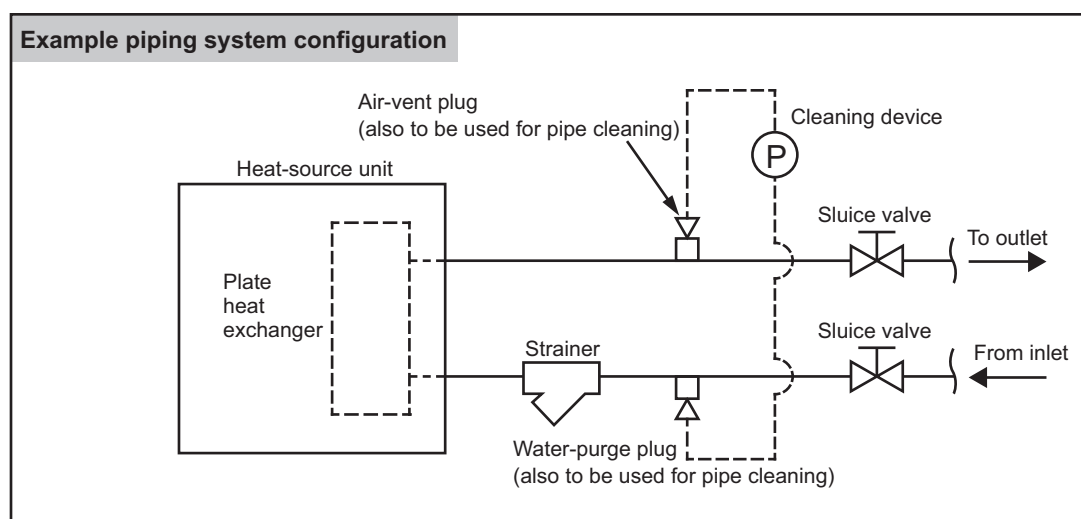 Example piping system configuration
Air-vent plug
(also to be used for pipe cleaning)
Cleaning device
P
Heat-source unit
Sluice valve
To outlet
Plate
heat
exchanger
Sluice valve
Strainer
From inlet
Water-purge plug
(also to be used for pipe cleaning)